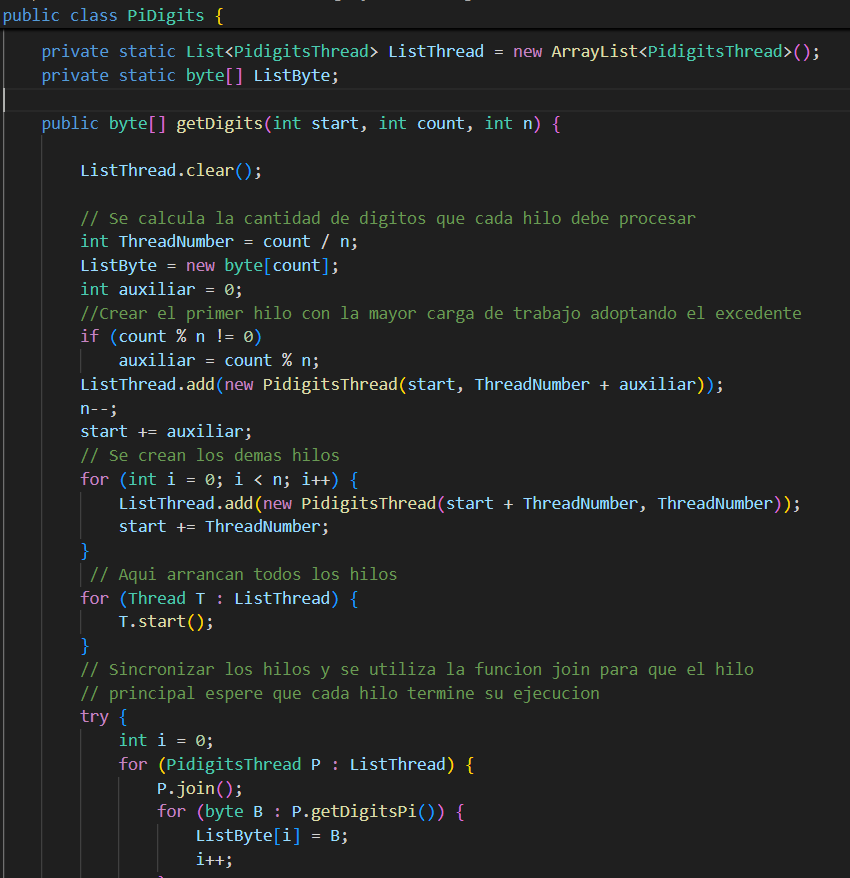 public class PiDigits {
private static List<PidigitsThread> ListThread = new ArrayList<PidigitsThread>();
private static byte[] ListByte;
public byte[] getDigits(int start, int count, int n) {
ListThread.clear();
// Se calcula la cantidad de digitos que cada hilo debe procesar
int ThreadNumber = count / n;
ListByte = new byte[count];
int auxiliar = 0;
//Crear el primer hilo con la mayor carga de trabajo adoptando el excedente
if (count % n != 0)
auxiliar = count % n;
ListThread.add(new PidigitsThread(start, ThreadNumber + auxiliar));
n--;
start += auxiliar;
// Se crean los demas hilos
for (int i = 0; i < n; i++) {
ListThread.add(new PidigitsThread(start + ThreadNumber, ThreadNumber));
start += ThreadNumber;
}
// Aqui arrancan todos los hilos
for (Thread T : ListThread) {
T.start();
}
// Sincronizar los hilos y se utiliza la funcion join para que el hilo
// principal espere que cada hilo termine su ejecucion
try {
int i = 0;
for (PidigitsThread P : ListThread) {
P.join();
for (byte B : P.getDigitsPi()) {
ListByte[i] = B;
i++;